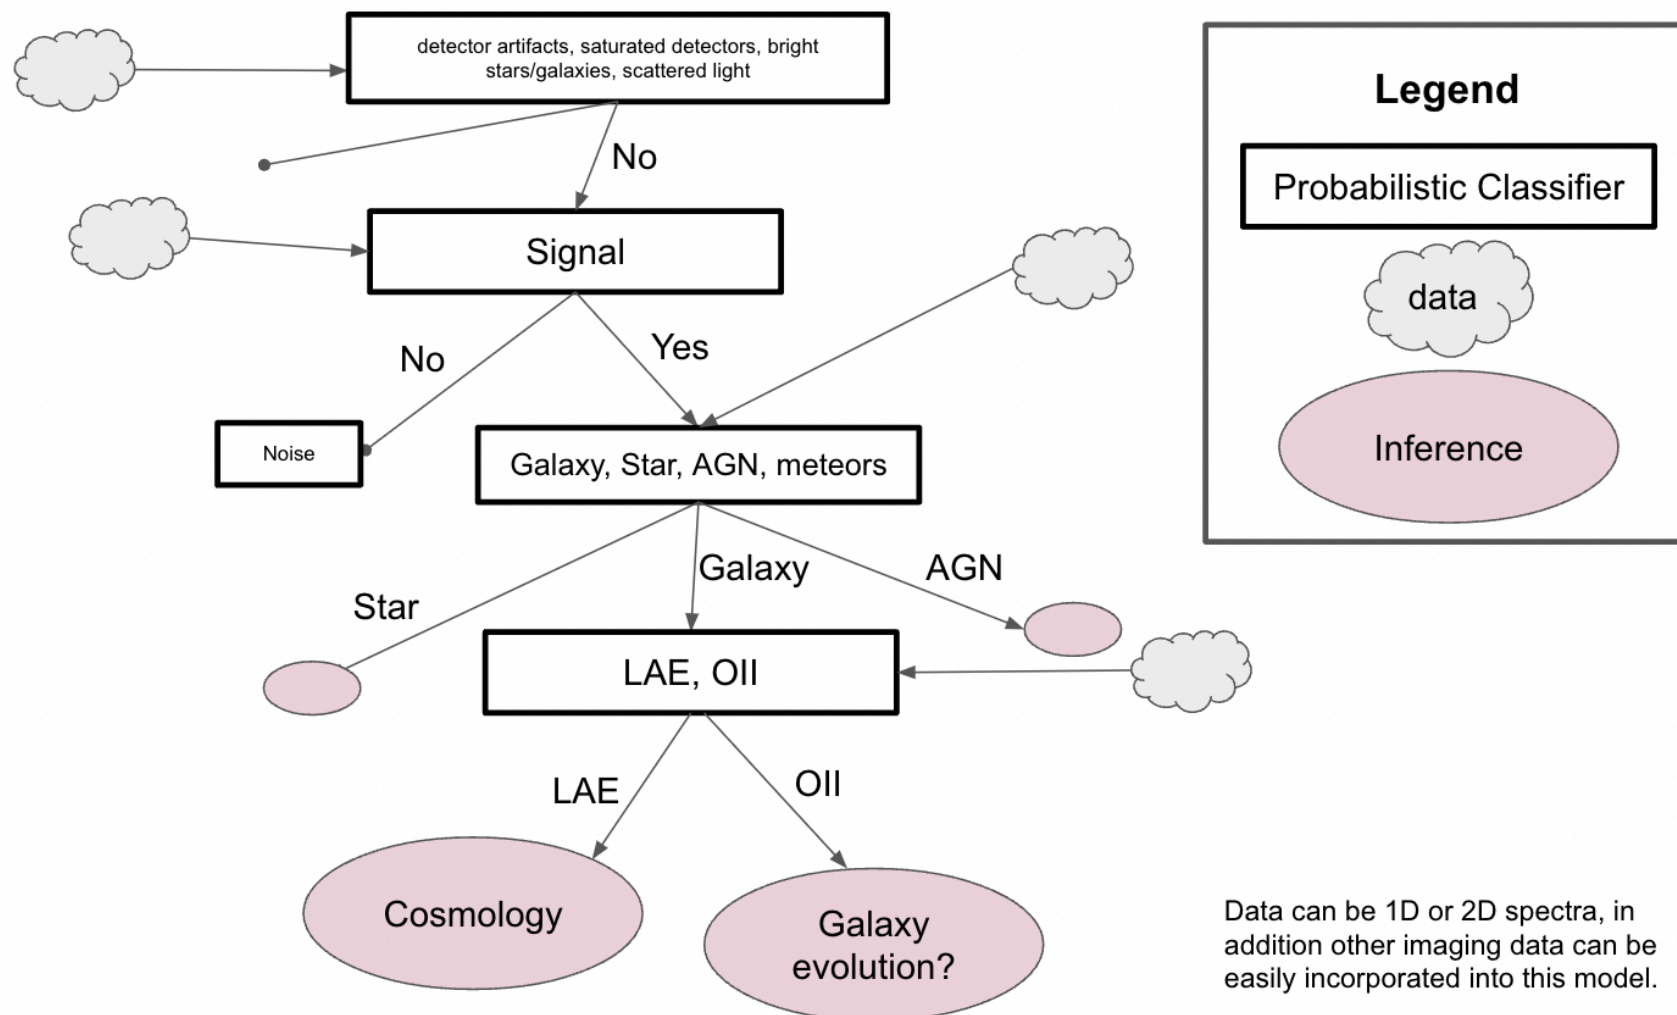 detector artifacts, saturated detectors, bright
stars/galaxies, scattered light
No
Signal
No
Yes
Noise
Galaxy, Star, AGN, meteors
Star
Galaxy
AGN
LAE, OII
LAE
OII
Cosmology
Galaxy
evolution?
Legend
Probabilistic Classifier
data
Inference
Data can be 1D or 2D spectra, in
addition other imaging data can be
easily incorporated into this model.